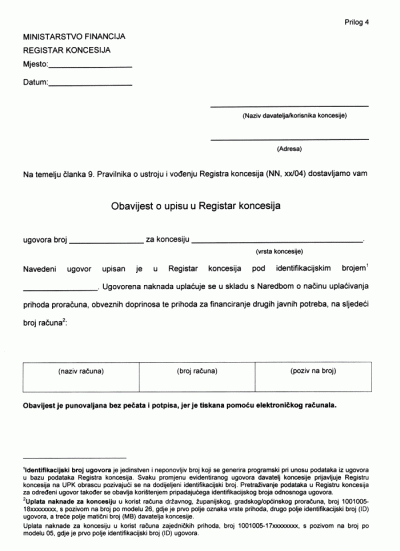 Prilog 4
MINISTARSTVO FINANCIJA
REGISTAR KONCESIJA
Mjesto:
Datum:
(Naziv davatelja/korisnika koncesije)
(Adresa)
Na temelju članka 9. Pravilnika o ustroju i vođenju Registra koncesija (NN, xx/04) dostavljamo vam
Obavijest o upisu u Registar koncesija
ugovora broj ____________ za koncesiju ____________.
(vrsta koncesije)
Navedeni ugovor upisan je u Registar koncesija pod identifikacijskim brojem¹
____________. Ugovorena naknada uplaćuje se u skladu s Naredbom o načinu uplaćivanja
prihoda proračuna, obveznih doprinosa te prihoda za financiranje drugih javnih potreba, na sljedeći
broj računa²:
(naziv računa) (broj računa) (poziv na broj)
Obavijest je punovaljana bez pečata i potpisa, jer je tiskana pomoću elektroničkog računala.
¹Identifikacijski broj ugovora je jedinstven i neponovljiv broj koji se generira programski pri unosu podataka iz ugovora
u bazu podataka Registra koncesija. Svaku promjenu evidentiranog ugovora davatelj koncesije prijavljuje Registru
koncesija na UPK obrascu pozivajući se na dodijeljeni identifikacijski broj. Pretraživanje podataka u Registru koncesija
za određeni ugovor također se obavlja korištenjem pripadajućega identifikacijskog broja odnosnoga ugovora.
²Uplata naknade za koncesiju u korist računa državnog, županijskog, gradskog/općinskog proračuna, broj 1001005-
18xxxxxxxx, s pozivom na broj po modelu 26, gdje je prvo polje oznaka vrste prihoda, drugo polje identifikacijski broj (ID)
ugovora, a treće polje matični broj (MB) davatelja koncesije.
Uplata naknade za koncesiju u korist računa zajedničkih prihoda, broj 1001005-17xxxxxxxx, s pozivom na broj po
modelu 05, gdje je prvo polje identifikacijski broj (ID) ugovora.